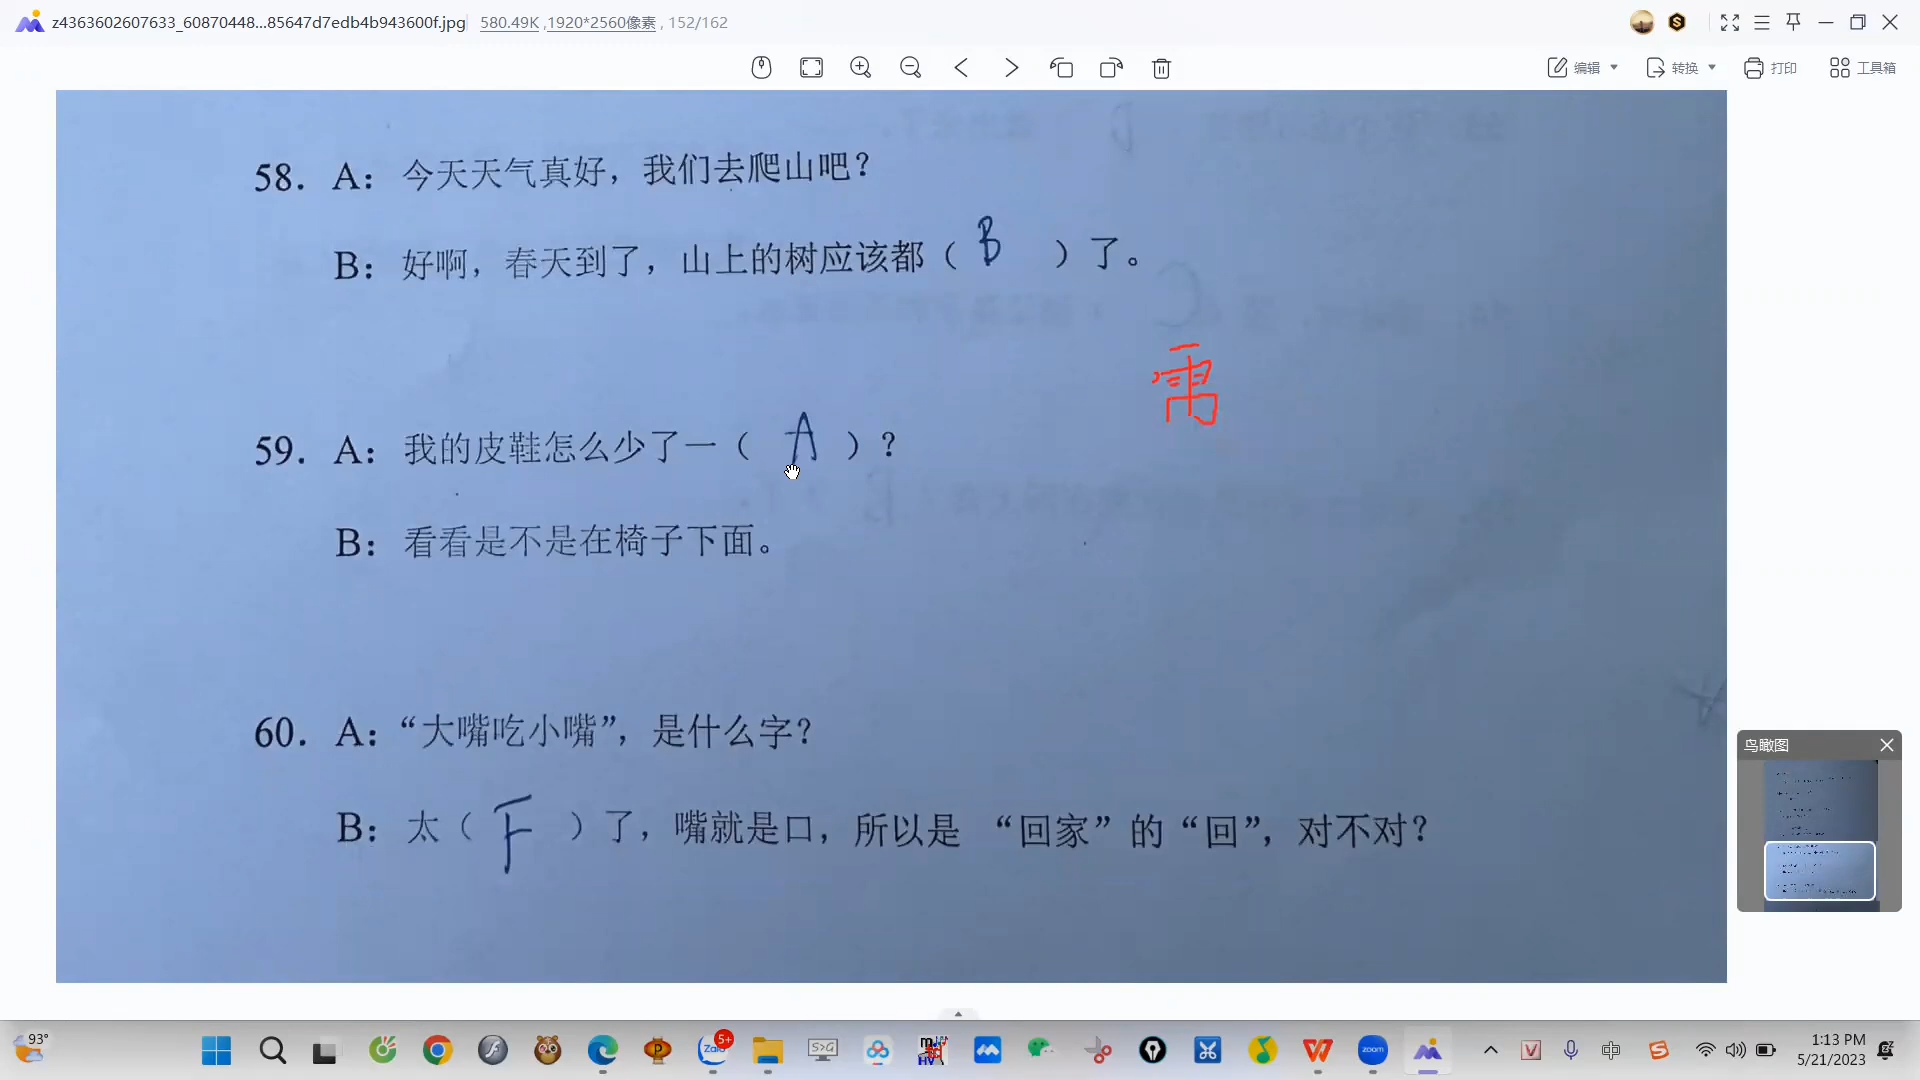 z4363602607633_60870448...85647d7edb4b943600f.jpg 580.49K ,1920*2560像素 , 152/162
编辑 转换 打印 工具箱
58. A: 今天天气真好，我们去爬山吧？
B: 好啊，春天到了，山上的树应该都（ B ）了。
59. A: 我的皮鞋怎么少了一（ A ）？
B: 看看是不是在椅子下面。
60. A: “大嘴吃小嘴”，是什么字？
B: 太（ F ）了，嘴就是口，所以是 “回家”的“回”，对不对？
鸟瞰图
93°
5+
Zalo
zoom
中
1:13 PM
5/21/2023